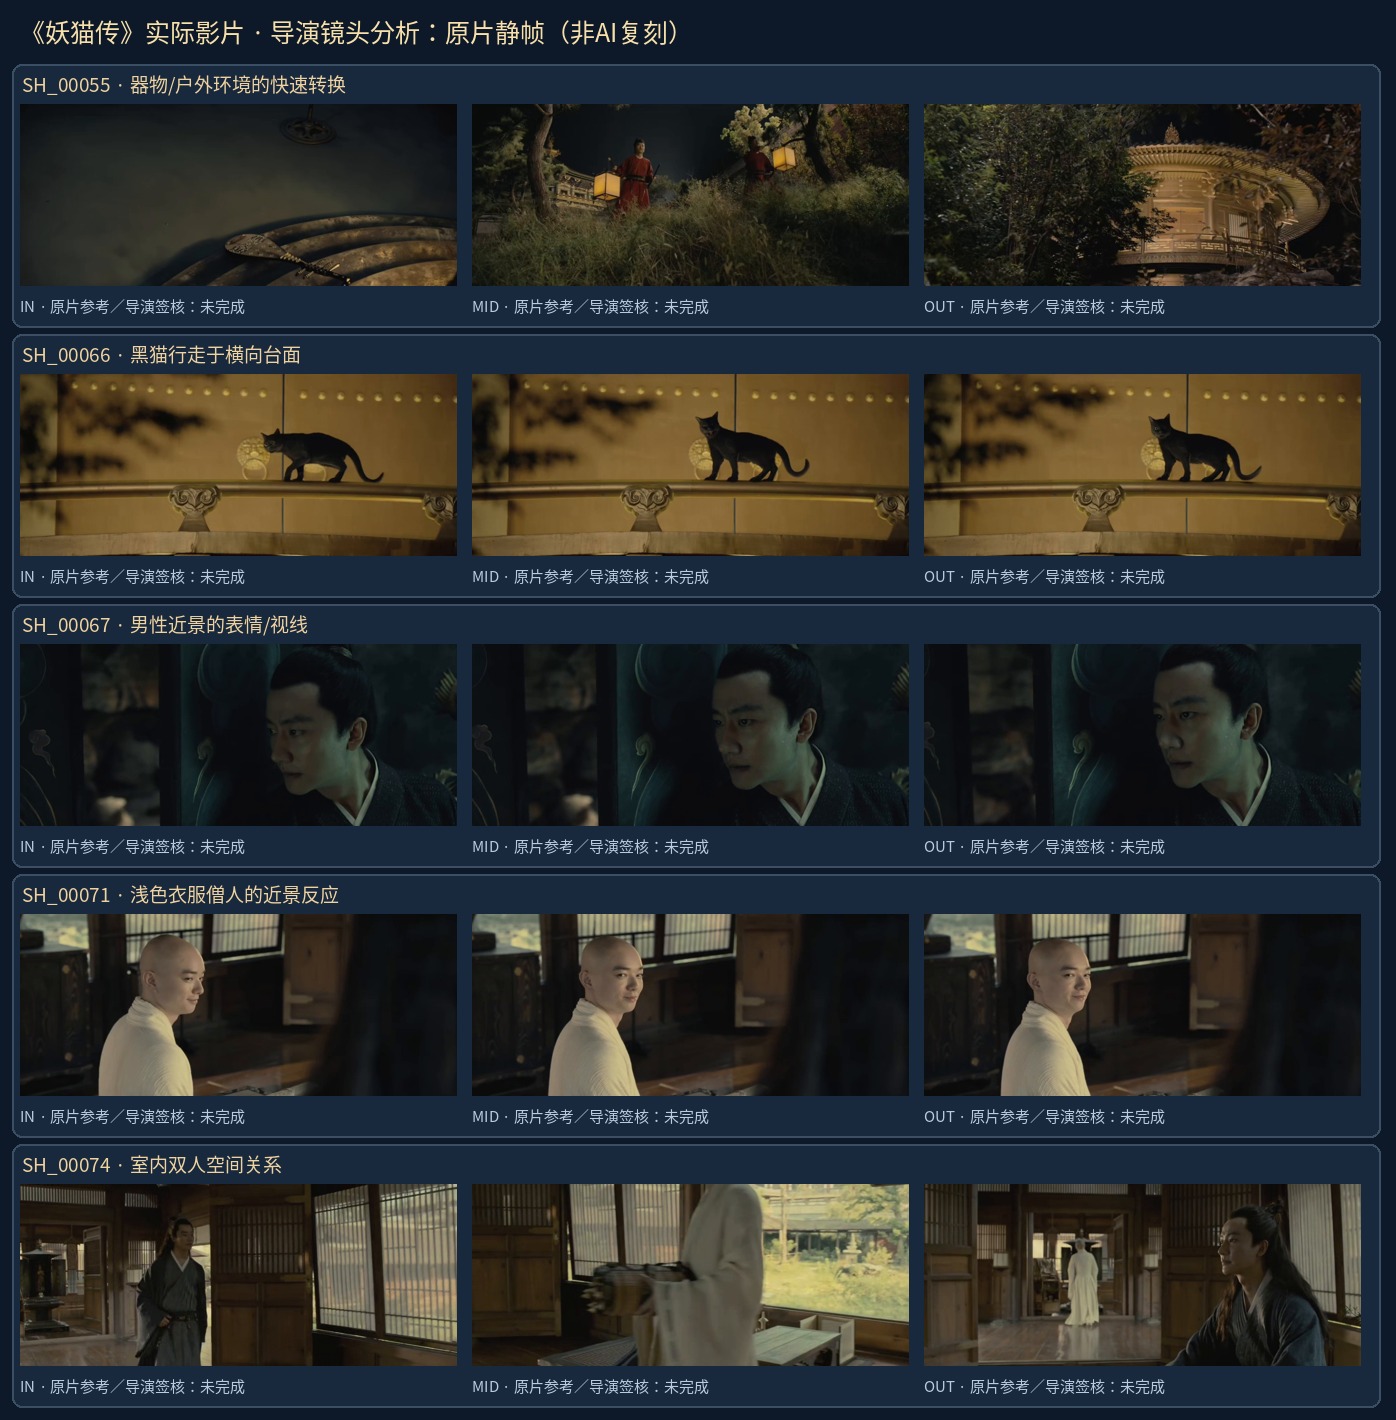 《妖猫传》实际影片 · 导演镜头分析：原片静帧（非AI复刻）
SH_00055 · 器物/户外环境的快速转换
IN · 原片参考／导演签核：未完成
MID · 原片参考／导演签核：未完成
OUT · 原片参考／导演签核：未完成
SH_00066 · 黑猫行走于横向台面
IN · 原片参考／导演签核：未完成
MID · 原片参考／导演签核：未完成
OUT · 原片参考／导演签核：未完成
SH_00067 · 男性近景的表情/视线
IN · 原片参考／导演签核：未完成
MID · 原片参考／导演签核：未完成
OUT · 原片参考／导演签核：未完成
SH_00071 · 浅色衣服僧人的近景反应
IN · 原片参考／导演签核：未完成
MID · 原片参考／导演签核：未完成
OUT · 原片参考／导演签核：未完成
SH_00074 · 室内双人空间关系
IN · 原片参考／导演签核：未完成
MID · 原片参考／导演签核：未完成
OUT · 原片参考／导演签核：未完成